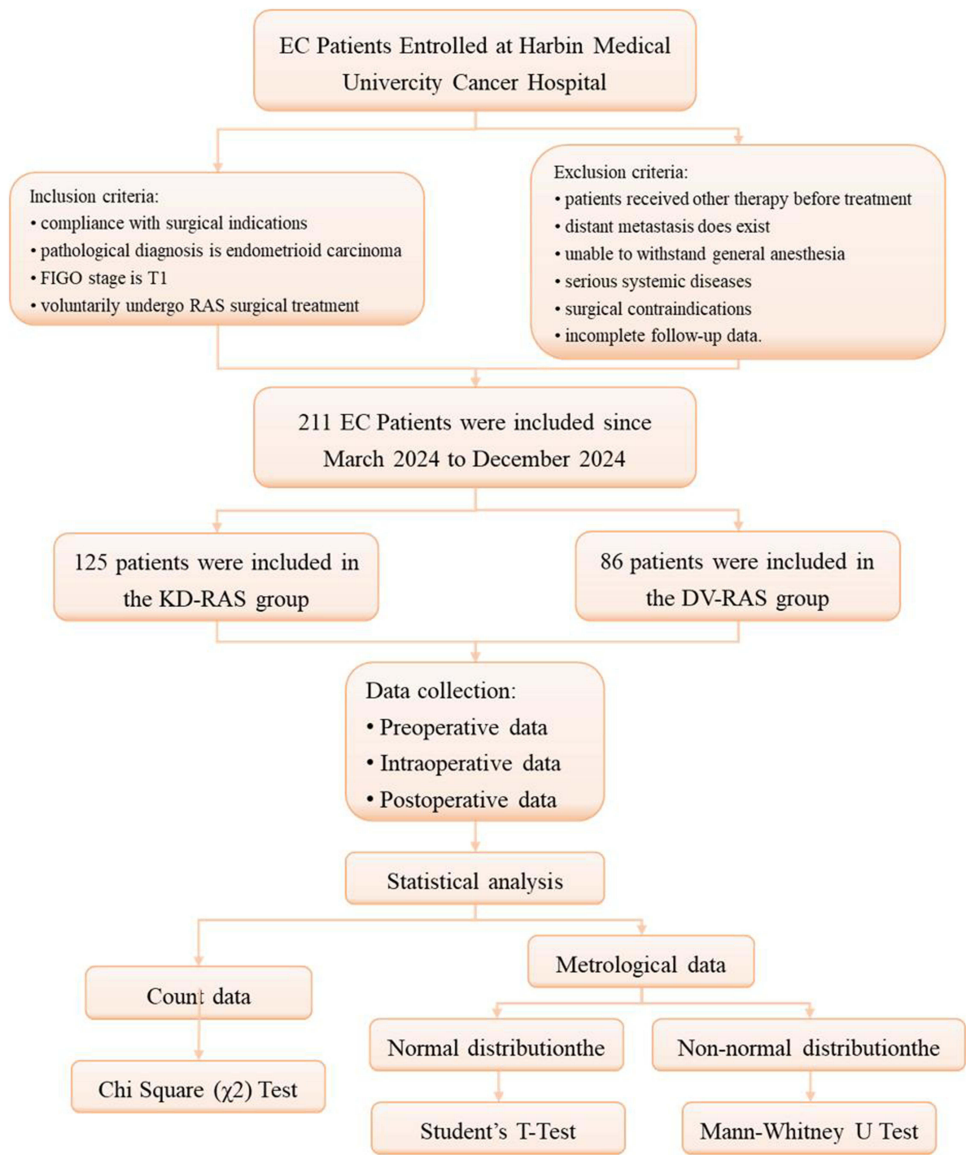 EC Patients Entrolled at Harbin Medical
Univercity Cancer Hospital
Inclusion criteria:
• compliance with surgical indications
• pathological diagnosis is endometrioid carcinoma
• FIGO stage is T1
• voluntarily undergo RAS surgical treatment
Exclusion criteria:
• patients received other therapy before treatment
• distant metastasis does exist
• unable to withstand general anesthesia
• serious systemic diseases
• surgical contraindications
• incomplete follow-up data.
211 EC Patients were included since
March 2024 to December 2024
125 patients were included in
the KD-RAS group
86 patients were included in
the DV-RAS group
Data collection:
• Preoperative data
• Intraoperative data
• Postoperative data
Statistical analysis
Count data
Metrological data
Normal distributionthe
Non-normal distributionthe
Chi Square (χ2) Test
Student’s T-Test
Mann-Whitney U Test